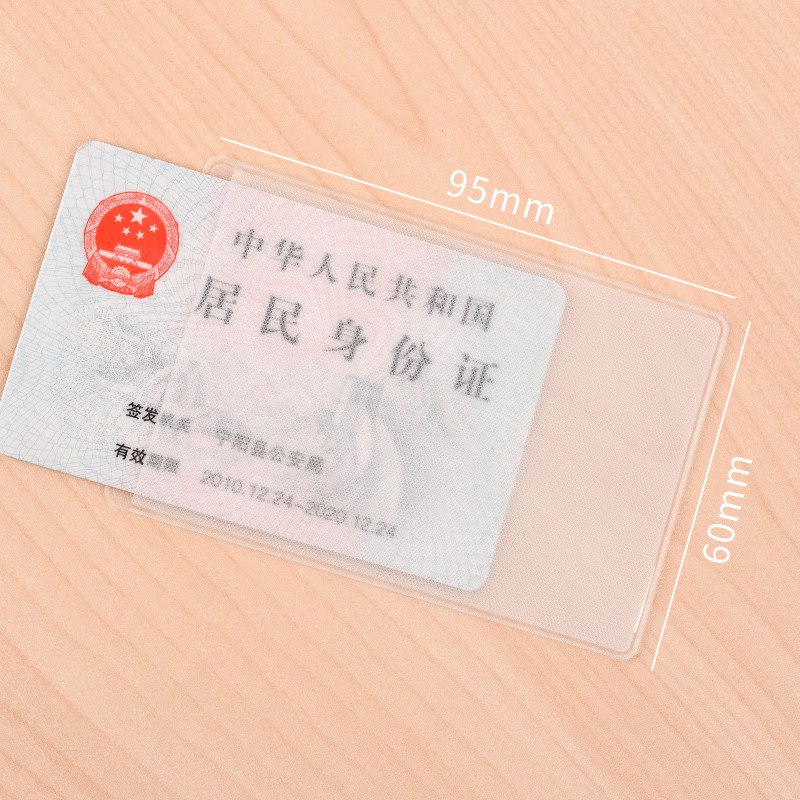 95mm
中华人民共和国
居民身份证
签发机关 宁阳县公安局
有效期限 2010.12.24-2020.12.24
60mm